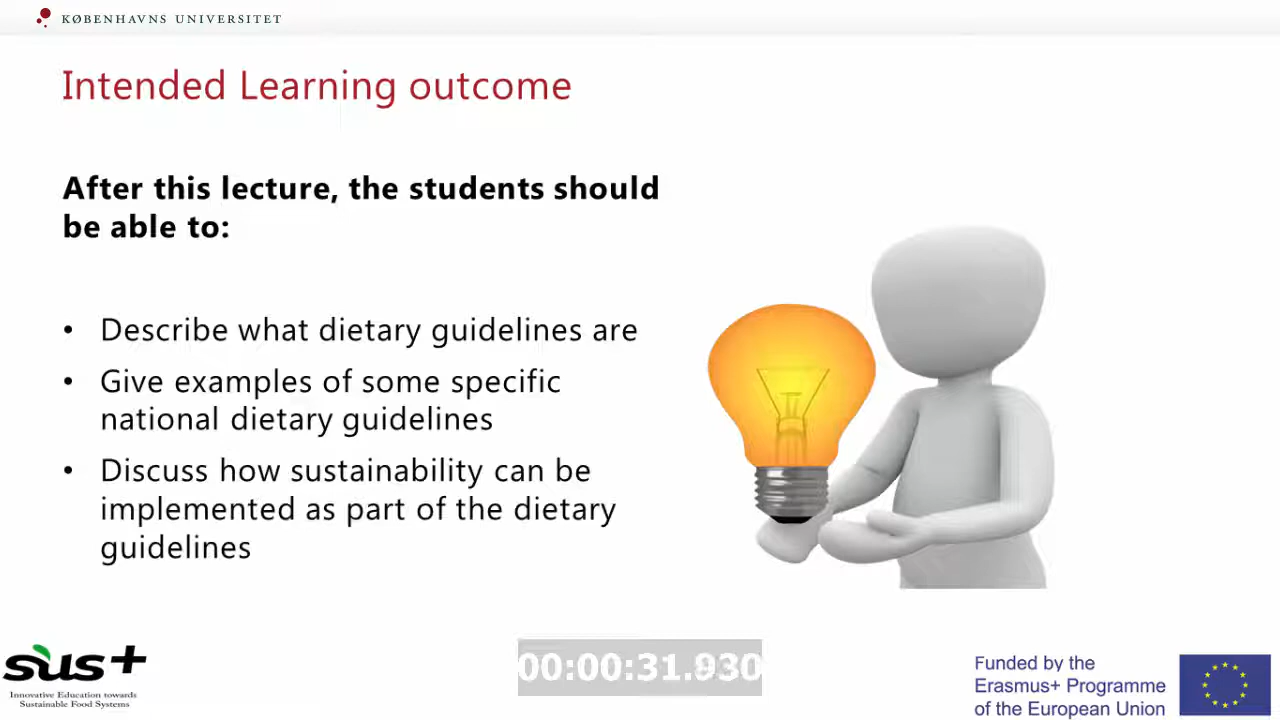 KØBENHAVNS UNIVERSITET
Intended Learning outcome
After this lecture, the students should
be able to:
• Describe what dietary guidelines are
• Give examples of some specific
national dietary guidelines
• Discuss how sustainability can be
implemented as part of the dietary
guidelines
sus+
Innovative Education towards
Sustainable Food Systems
00:00:31.930
Funded by the
Erasmus+ Programme
of the European Union